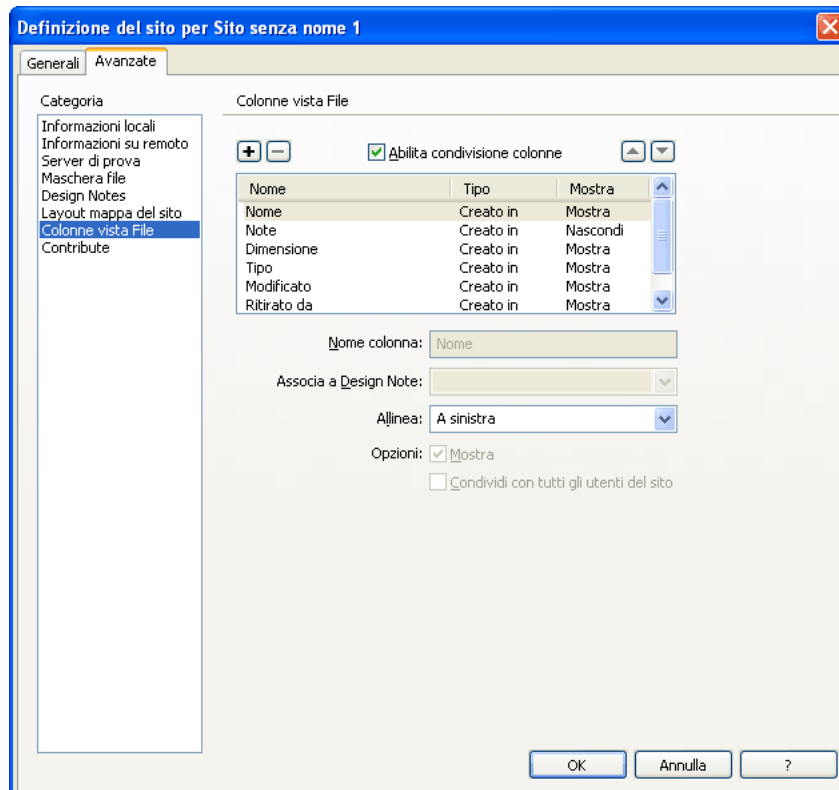 Definizione del sito per Sito senza nome 1
Generali Avanzate
Categoria
Informazioni locali
Informazioni su remoto
Server di prova
Maschera file
Design Notes
Layout mappa del sito
Colonne vista File
Contribute
Colonne vista File
Abilita condivisione colonne
Nome Tipo Mostra
Nome Creato in Mostra
Note Creato in Nascondi
Dimensione Creato in Mostra
Tipo Creato in Mostra
Modificato Creato in Mostra
Ritirato da Creato in Mostra
Nome colonna: Nome
Associa a Design Note:
Allinea: A sinistra
Opzioni: Mostra
Condividi con tutti gli utenti del sito
OK Annulla ?